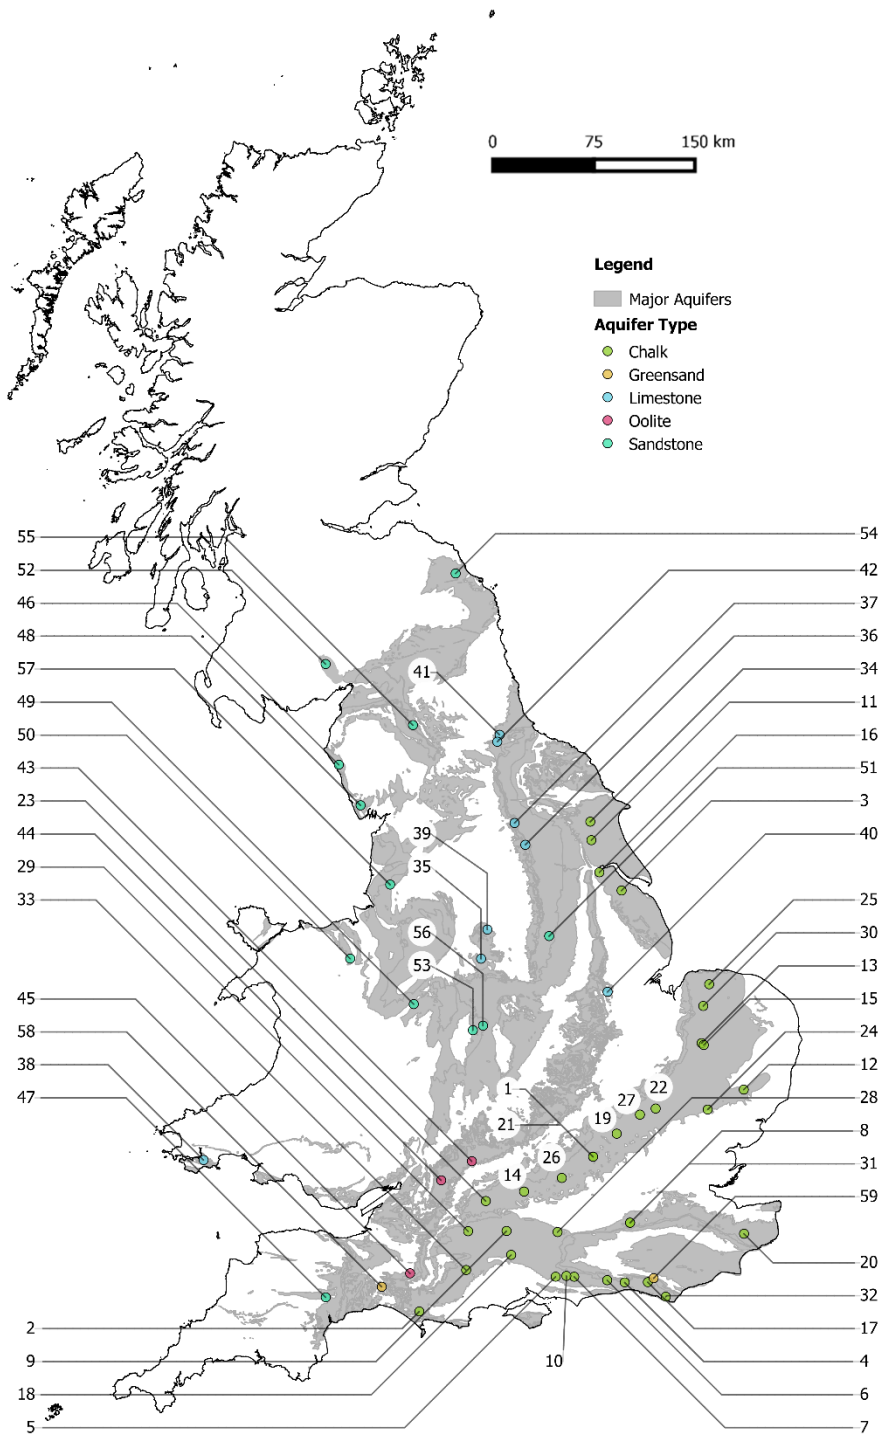 0 75 150 km
Legend
Major Aquifers
Aquifer Type
Chalk
Greensand
Limestone
Oolite
Sandstone
55 54
52 42
46 37
48 36
57 41 34
49 11
50 16
43 51
23 3
44 39 40
29 35 25
33 56 30
53 13
45 15
58 24
38 1 22 12
47 27 28
21 19 8
26 31
14 59
20
32
2 17
9 10 4
18 6
5 7